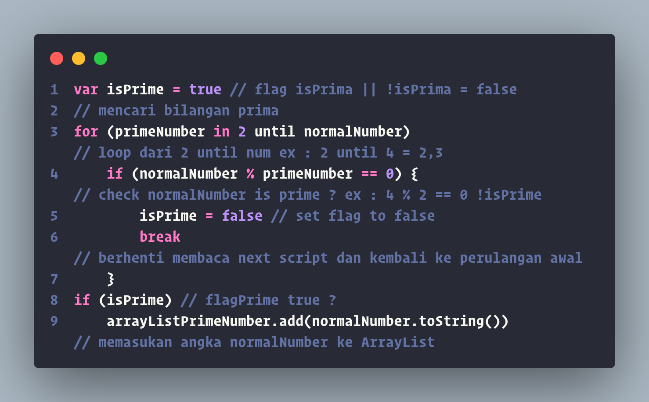 1 var isPrime = true // flag isPrima || !isPrima = false
2 // mencari bilangan prima
3 for (primeNumber in 2 until normalNumber)
// loop dari 2 until num ex : 2 until 4 = 2,3
4 if (normalNumber % primeNumber == 0) {
// check normalNumber is prime ? ex : 4 % 2 == 0 !isPrime
5 isPrime = false // set flag to false
6 break
// berhenti membaca next script dan kembali ke perulangan awal
7 }
8 if (isPrime) // flagPrime true ?
9 arrayListPrimeNumber.add(normalNumber.toString())
// memasukan angka normalNumber ke ArrayList